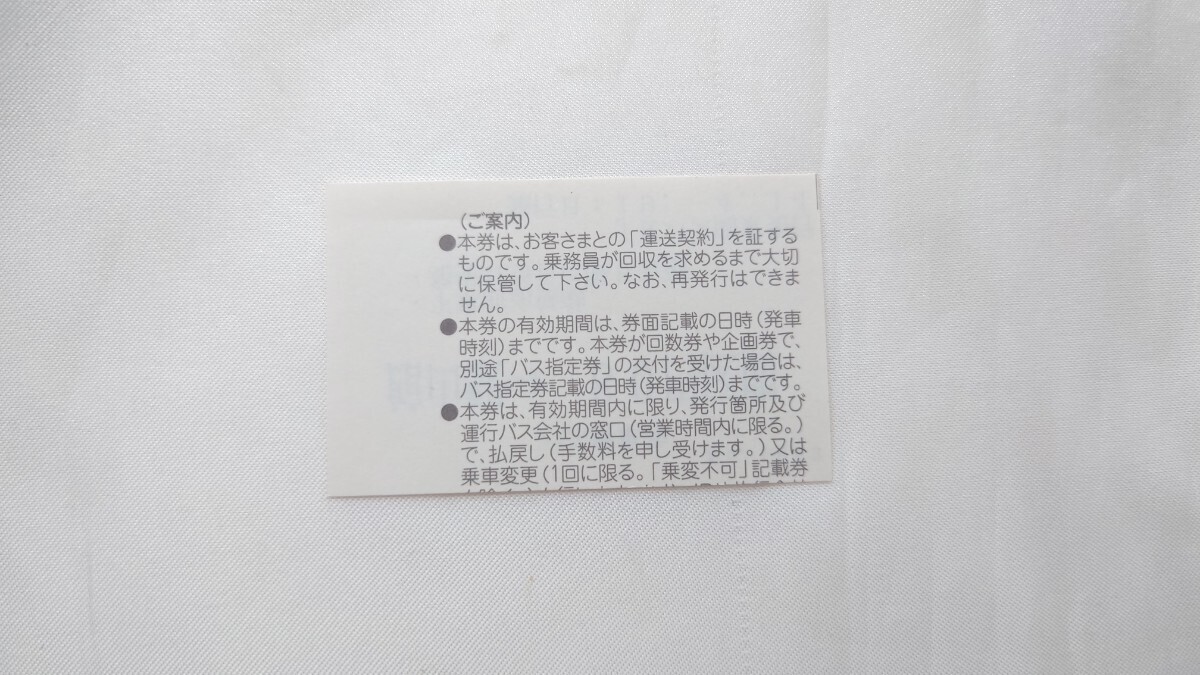 (ご案内)
●本券は、お客さまとの「運送契約」を証する
ものです。乗務員が回収を求めるまで大切
に保管して下さい。なお、再発行はできま
せん。
●本券の有効期間は、券面記載の日時(発車
時刻)までです。本券が回数券や企画券で、
別途「バス指定券」の交付を受けた場合は、
バス指定券記載の日時(発車時刻)までです。
●本券は、有効期間内に限り、発行箇所及び
運行バス会社の窓口(営業時間内に限る。)
で、払戻し(手数料を申し受けます。)又は
乗車変更(1回に限る。「乗変不可」記載券